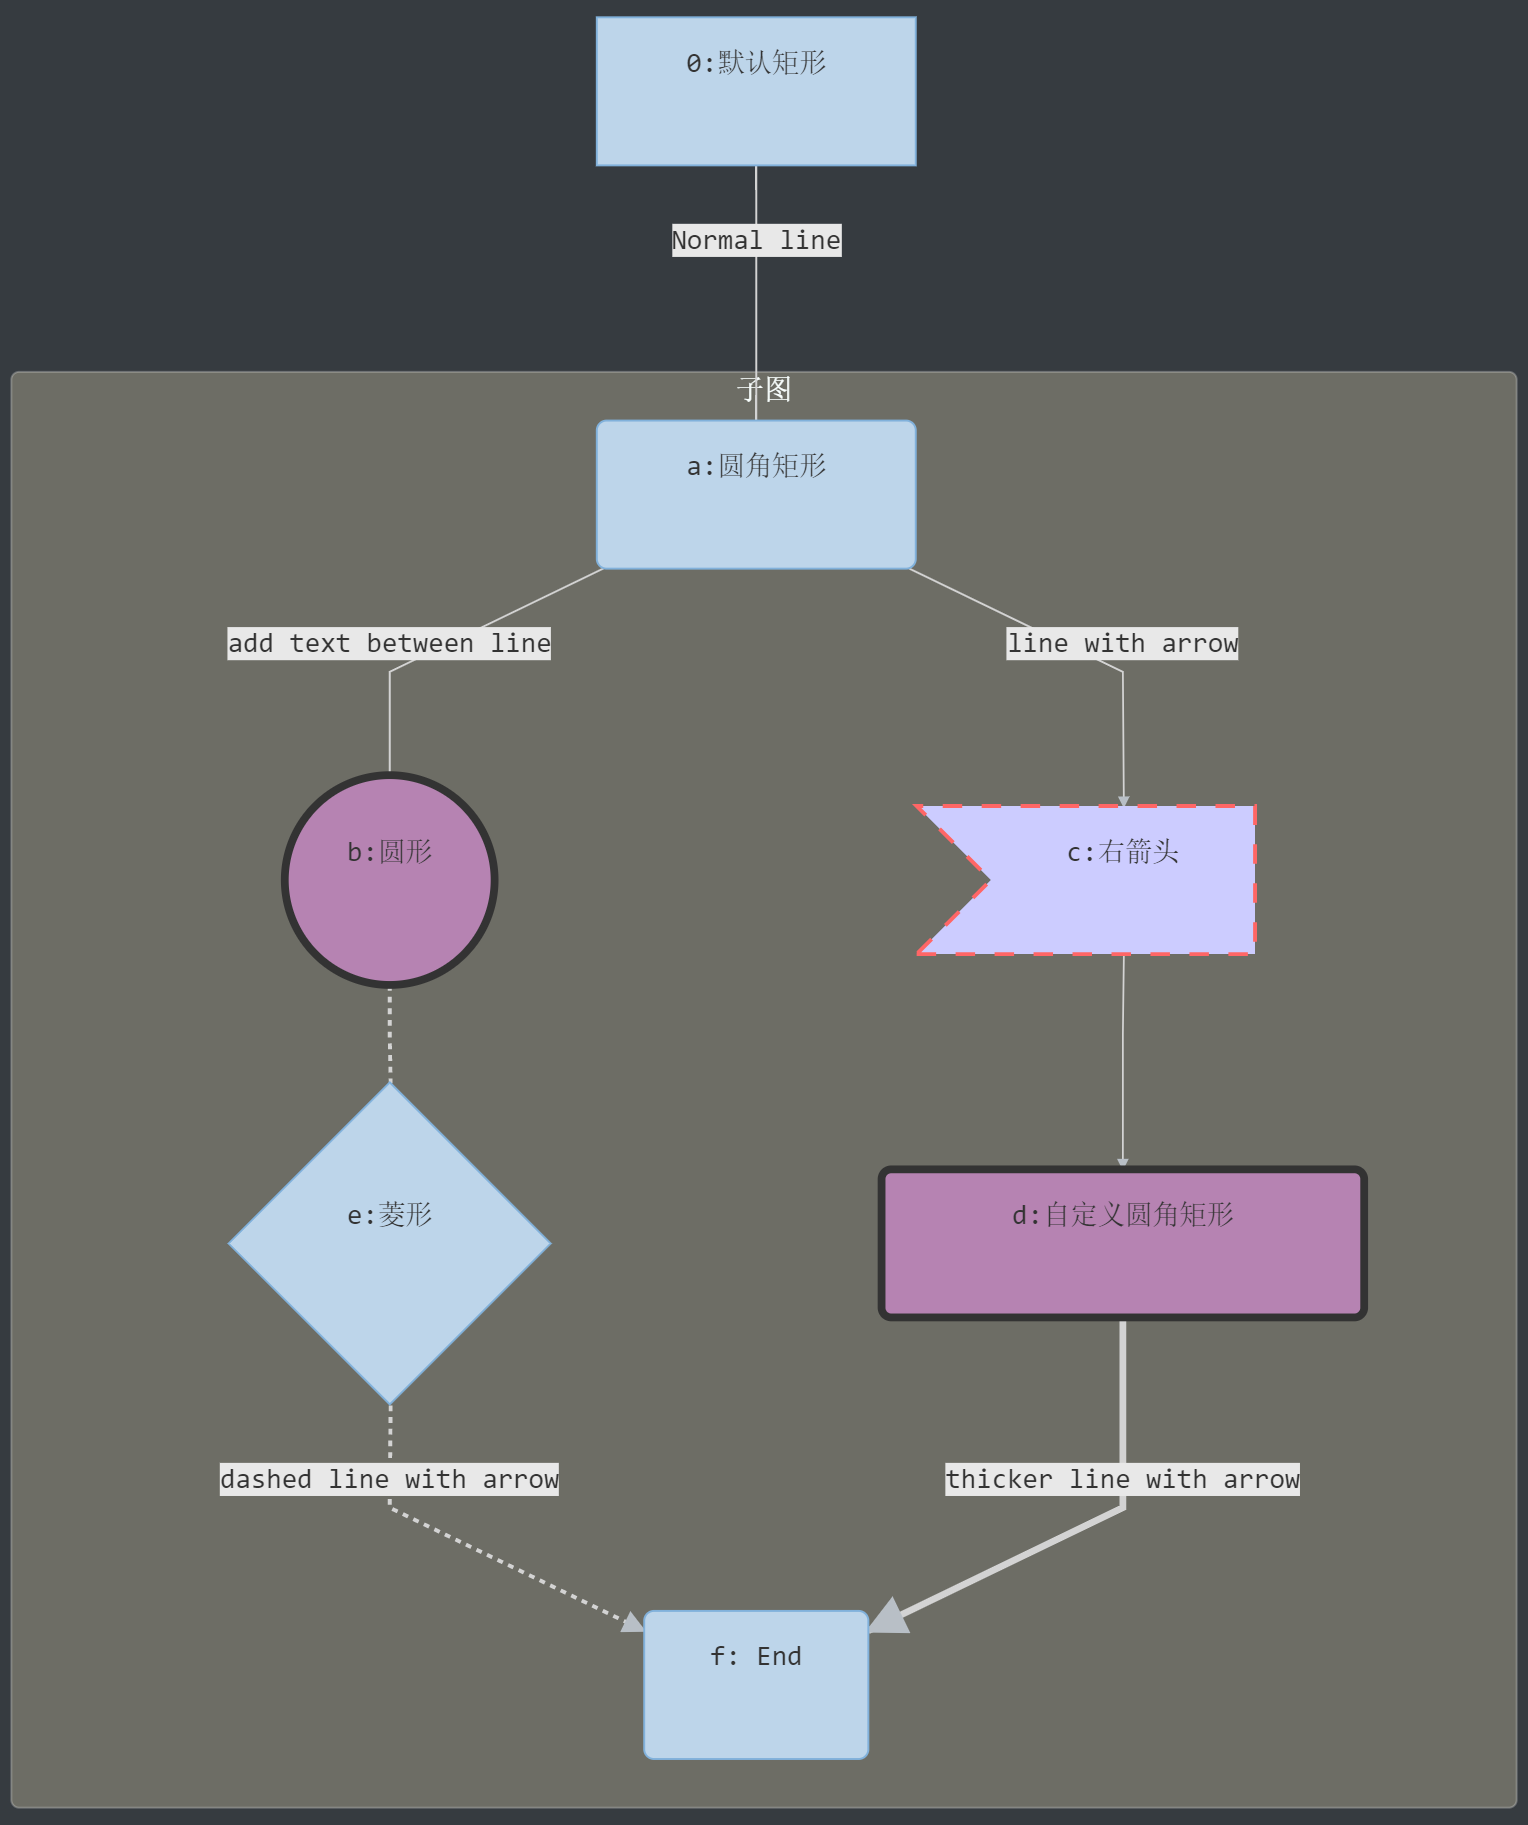 0:默认矩形
Normal line
子图
a:圆角矩形
add text between line
line with arrow
b:圆形
c:右箭头
e:菱形
d:自定义圆角矩形
dashed line with arrow
thicker line with arrow
f: End